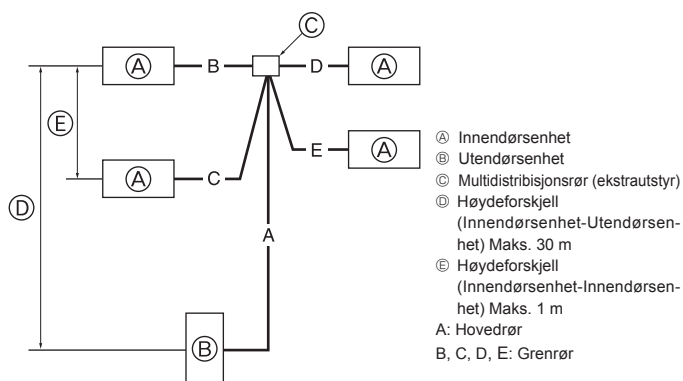 Ⓒ
Ⓐ B D Ⓐ
Ⓔ
Ⓐ C E Ⓐ
Ⓓ
A
Ⓑ
Ⓐ Innendørsenhet
Ⓑ Utendørsenhet
Ⓒ Multidistribisjonsrør (ekstrautstyr)
Ⓓ Høydeforskjell
(Innendørsenhet-Utendørsen-
het) Maks. 30 m
Ⓔ Høydeforskjell
(Innendørsenhet-Innendørsen-
het) Maks. 1 m
A: Hovedrør
B, C, D, E: Grenrør